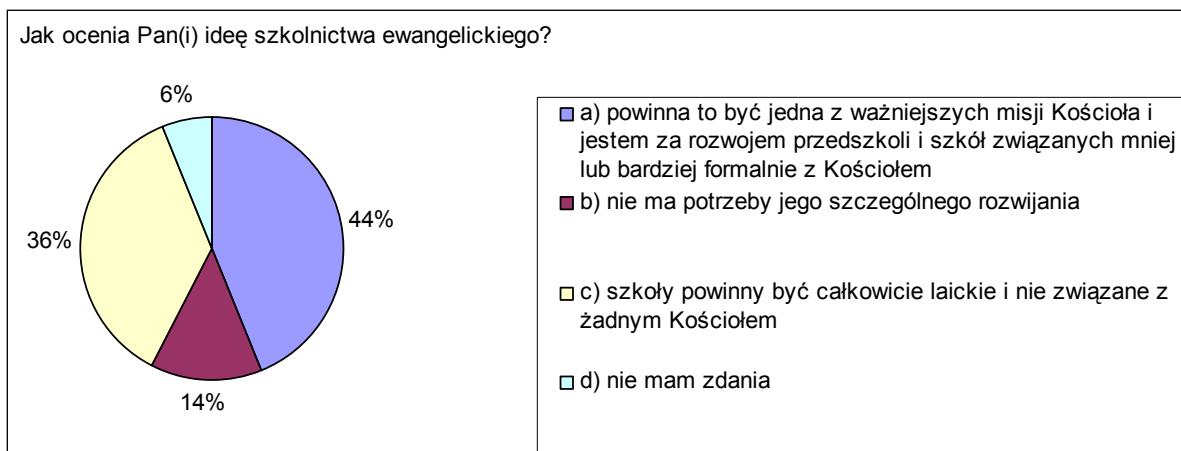 Jak ocenia Pan(i) ideę szkolnictwa ewangelickiego?
6%
44%
36%
14%
a) powinna to być jedna z ważniejszych misji Kościoła i
jestem za rozwojem przedszkoli i szkół związanych mniej
lub bardziej formalnie z Kościołem
b) nie ma potrzeby jego szczególnego rozwijania
c) szkoły powinny być całkowicie laickie i nie związane z
żadnym Kościołem
d) nie mam zdania